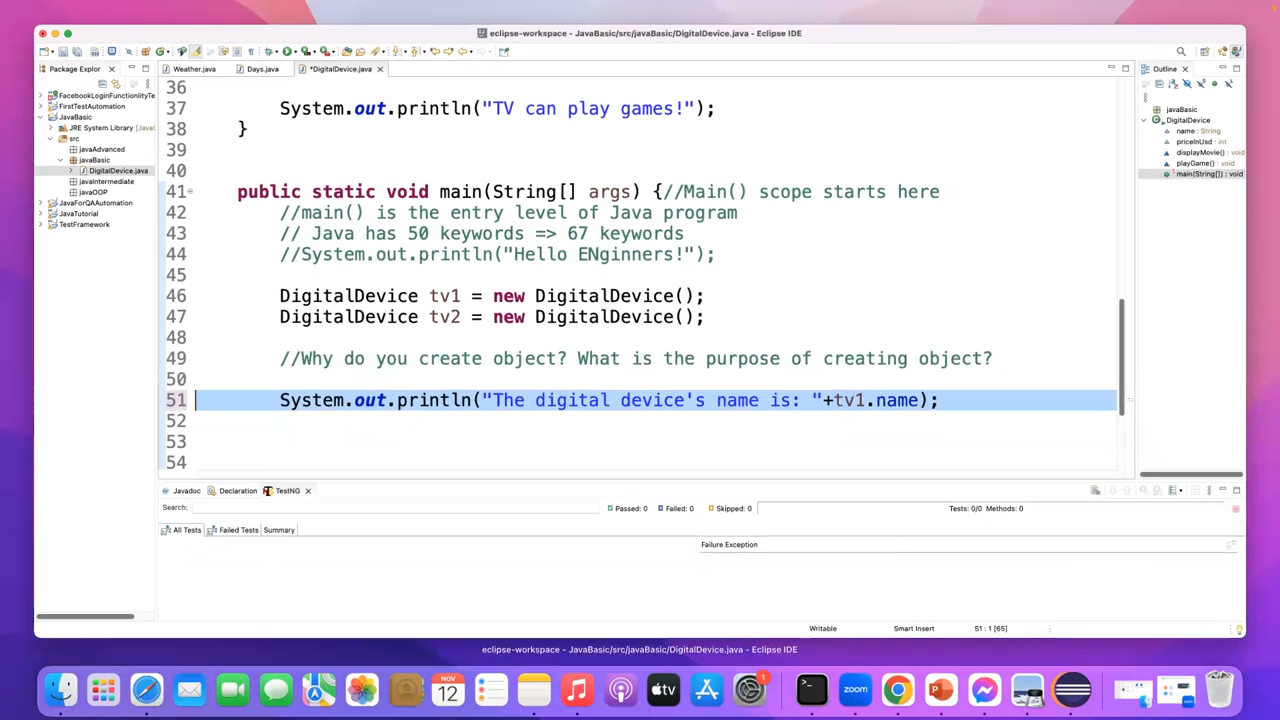 eclipse-workspace - JavaBasic/src/javaBasic/DigitalDevice.java - Eclipse IDE
Package Explor
Weather.java
Days.java
*DigitalDevice.java
Outline
FacebookLoginFunctionlityTe
FirstTestAutomation
JavaBasic
JRE System Library [Java
src
javaAdvanced
javaBasic
DigitalDevice.java
javaIntermediate
javaOOP
JavaForQAAutomation
JavaTutorial
TestFramework
36
37 System.out.println("TV can play games!");
38 }
39
40
41 public static void main(String[] args) {//Main() scope starts here
42 //main() is the entry level of Java program
43 // Java has 50 keywords => 67 keywords
44 //System.out.println("Hello ENginners!");
45
46 DigitalDevice tv1 = new DigitalDevice();
47 DigitalDevice tv2 = new DigitalDevice();
48
49 //Why do you create object? What is the purpose of creating object?
50
51 System.out.println("The digital device's name is: "+tv1.name);
52
53
54
javaBasic
DigitalDevice
name : String
priceInUsd : int
displayMovie() : void
playGame() : void
main(String[]) : void
Javadoc
Declaration
TestNG
Search:
Passed: 0
Failed: 0
Skipped: 0
Tests: 0/0 Methods: 0
All Tests
Failed Tests
Summary
Failure Exception
Writable
Smart Insert
51 : 1 [65]
eclipse-workspace - JavaBasic/src/javaBasic/DigitalDevice.java - Eclipse IDE
NOV
12
tv
1
zoom